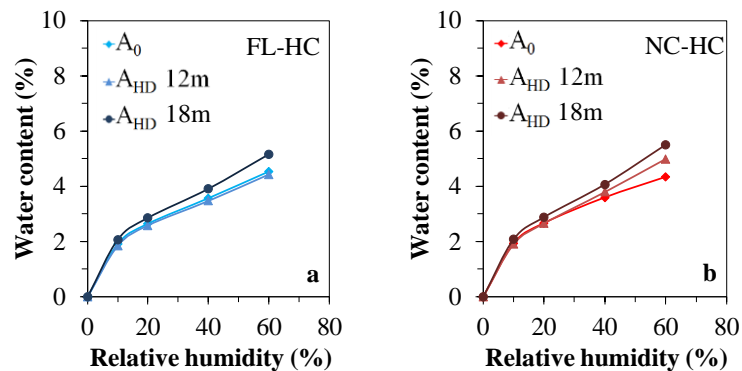 FL-HC
A0
AHD 12m
AHD 18m
Water content (%)
10
8
6
4
2
0
0 20 40 60 80
Relative humidity (%)
a
NC-HC
A0
AHD 12m
AHD 18m
Water content (%)
10
8
6
4
2
0
0 20 40 60 80
Relative humidity (%)
b